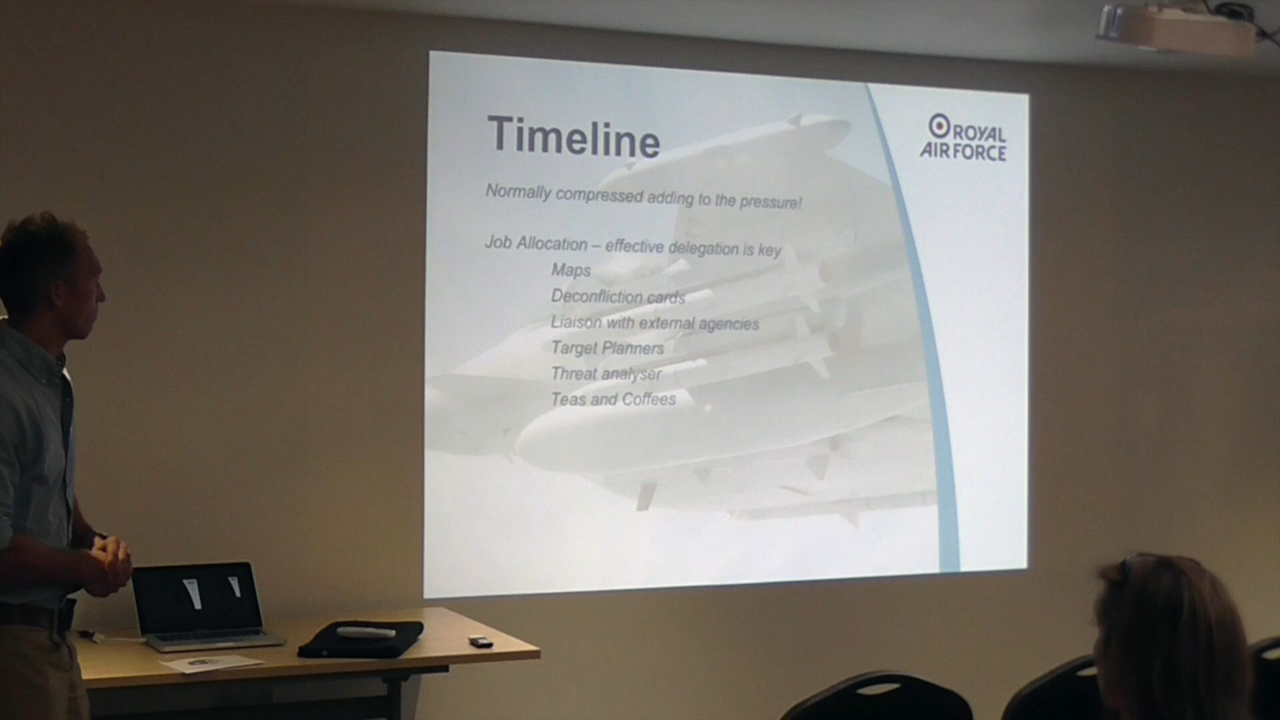 Timeline
ROYAL
AIR FORCE
Normally compressed adding to the pressure!
Job Allocation – effective delegation is key
Maps
Deconfliction cards
Liaison with external agencies
Target Planners
Threat analyser
Teas and Coffees